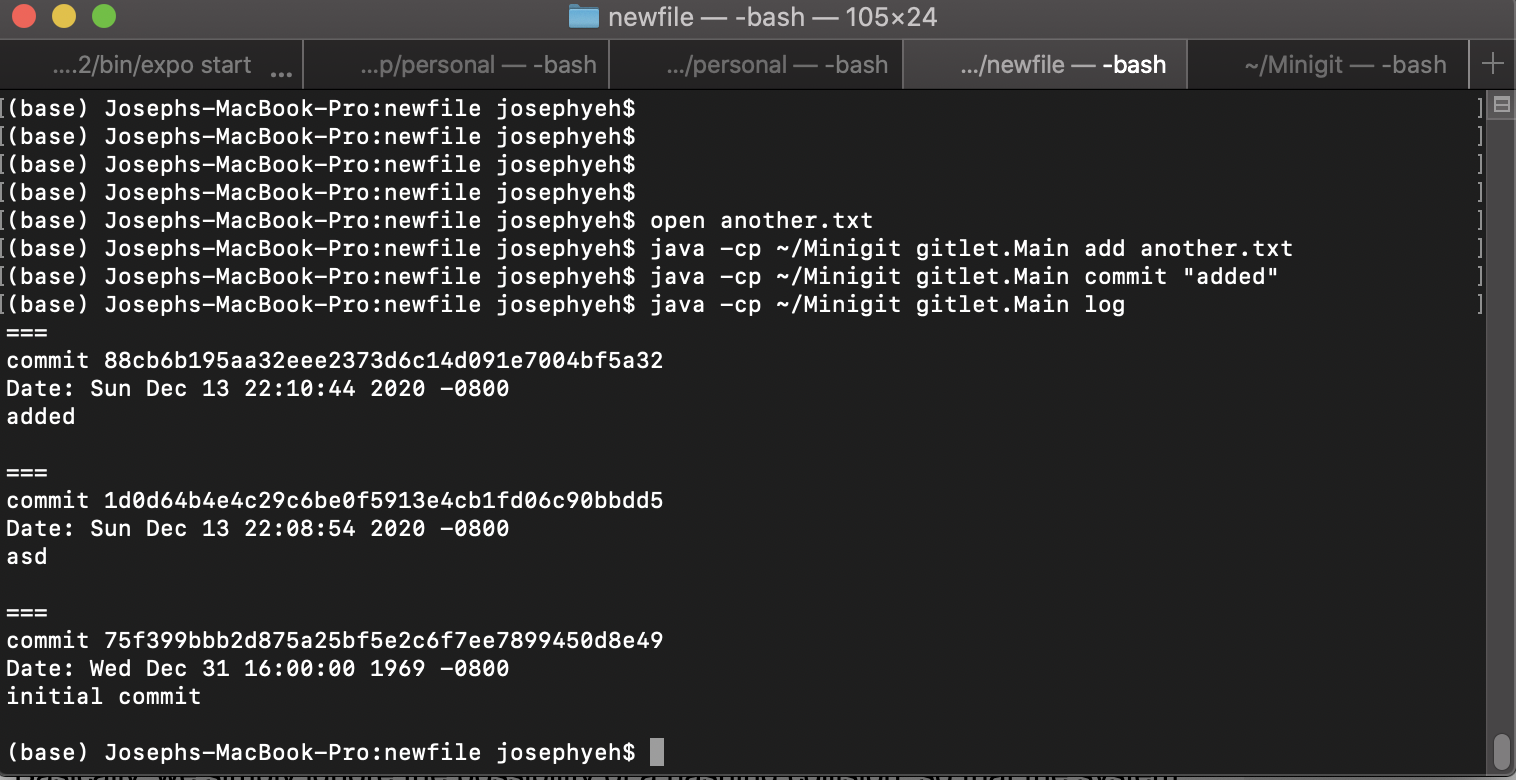 newfile — -bash — 105×24
....2/bin/expo start ... ...p/personal — -bash .../personal — -bash .../newfile — -bash ~/Minigit — -bash +
[(base) Josephs-MacBook-Pro:newfile josephyeh$ ]
[(base) Josephs-MacBook-Pro:newfile josephyeh$ ]
[(base) Josephs-MacBook-Pro:newfile josephyeh$ ]
[(base) Josephs-MacBook-Pro:newfile josephyeh$ ]
[(base) Josephs-MacBook-Pro:newfile josephyeh$ open another.txt ]
[(base) Josephs-MacBook-Pro:newfile josephyeh$ java -cp ~/Minigit gitlet.Main add another.txt ]
[(base) Josephs-MacBook-Pro:newfile josephyeh$ java -cp ~/Minigit gitlet.Main commit "added" ]
[(base) Josephs-MacBook-Pro:newfile josephyeh$ java -cp ~/Minigit gitlet.Main log ]
===
commit 88cb6b195aa32eee2373d6c14d091e7004bf5a32
Date: Sun Dec 13 22:10:44 2020 -0800
added
===
commit 1d0d64b4e4c29c6be0f5913e4cb1fd06c90bbdd5
Date: Sun Dec 13 22:08:54 2020 -0800
asd
===
commit 75f399bbb2d875a25bf5e2c6f7ee7899450d8e49
Date: Wed Dec 31 16:00:00 1969 -0800
initial commit
(base) Josephs-MacBook-Pro:newfile josephyeh$